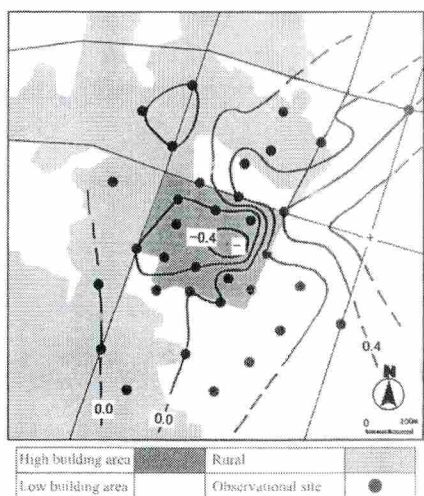 −0.4
−
0.4
N
0.0
0.0
0
High building area
Rural
Low building area
Observational site